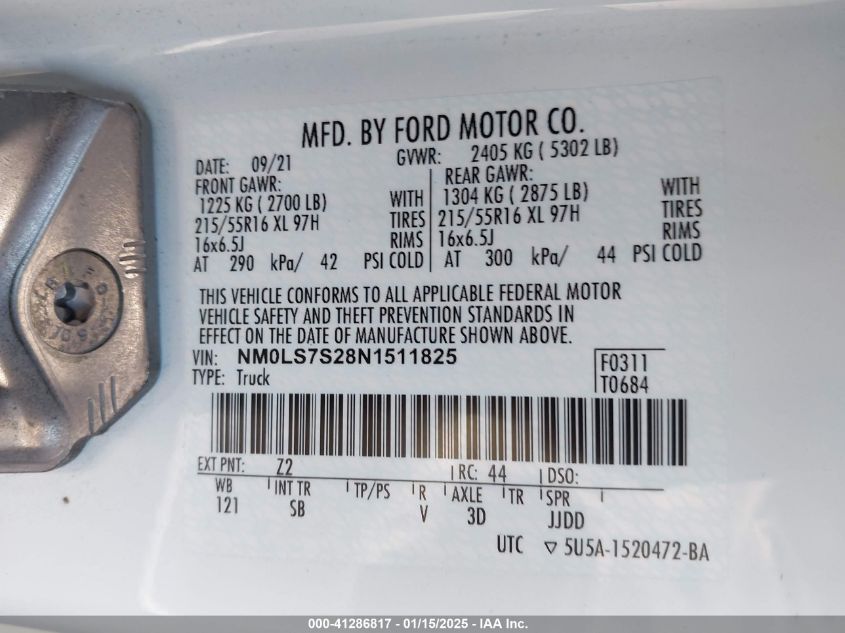 MFD. BY FORD MOTOR CO.
DATE: 09/21 GVWR: 2405 KG ( 5302 LB)
FRONT GAWR: REAR GAWR:
1225 KG ( 2700 LB) WITH 1304 KG ( 2875 LB) WITH
215/55R16 XL 97H TIRES 215/55R16 XL 97H TIRES
16x6.5J RIMS 16x6.5J RIMS
AT 290 kPa/ 42 PSI COLD AT 300 kPa/ 44 PSI COLD
THIS VEHICLE CONFORMS TO ALL APPLICABLE FEDERAL MOTOR
VEHICLE SAFETY AND THEFT PREVENTION STANDARDS IN
EFFECT ON THE DATE OF MANUFACTURE SHOWN ABOVE.
VIN: NM0LS7S28N1511825 F0311
TYPE: Truck T0684
EXT PNT: Z2 RC: 44 DSO:
WB INT TR TP/PS R AXLE TR SPR
121 SB V 3D JJDD
UTC ▽ 5U5A-1520472-BA
000-41286817 - 01/15/2025 - IAA, Inc.